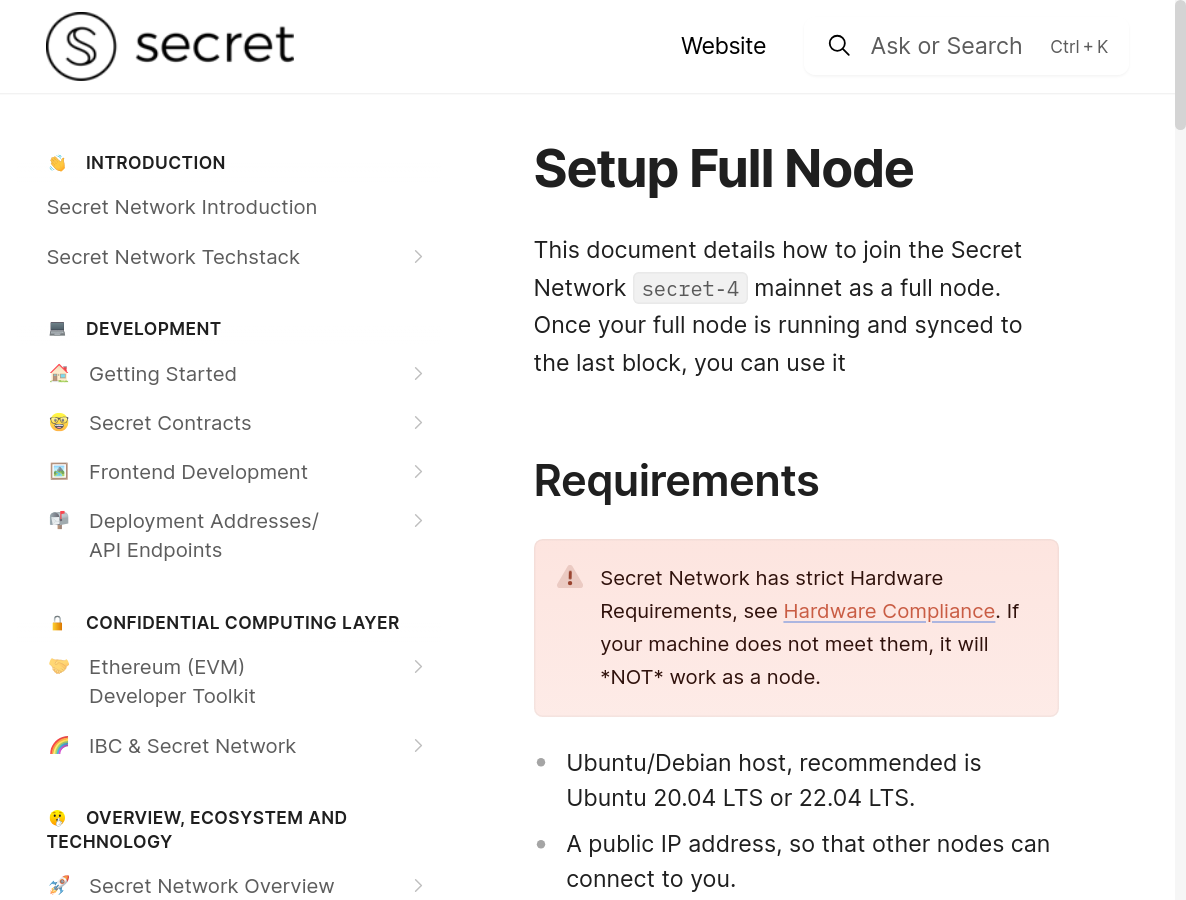 secret
Website
Ask or Search
Ctrl + K
INTRODUCTION
Secret Network Introduction
Secret Network Techstack
DEVELOPMENT
Getting Started
Secret Contracts
Frontend Development
Deployment Addresses/
API Endpoints
CONFIDENTIAL COMPUTING LAYER
Ethereum (EVM)
Developer Toolkit
IBC & Secret Network
OVERVIEW, ECOSYSTEM AND
TECHNOLOGY
Secret Network Overview
Setup Full Node
This document details how to join the Secret
Network secret-4 mainnet as a full node.
Once your full node is running and synced to
the last block, you can use it
Requirements
Secret Network has strict Hardware
Requirements, see Hardware Compliance. If
your machine does not meet them, it will
*NOT* work as a node.
Ubuntu/Debian host, recommended is
Ubuntu 20.04 LTS or 22.04 LTS.
A public IP address, so that other nodes can
connect to you.